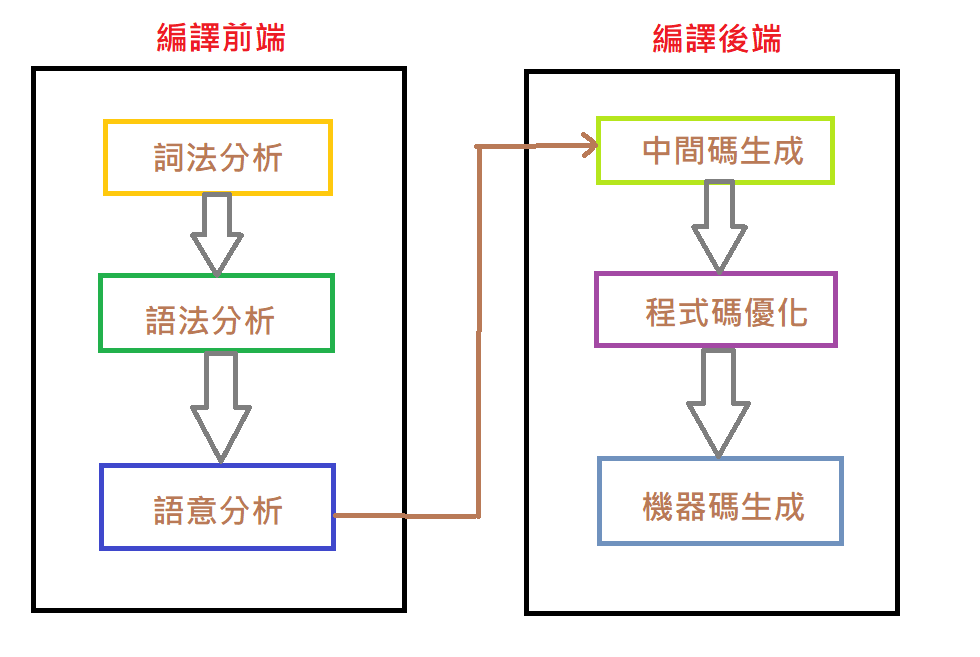 編譯前端
詞法分析
語法分析
語意分析
編譯後端
中間碼生成
程式碼優化
機器碼生成